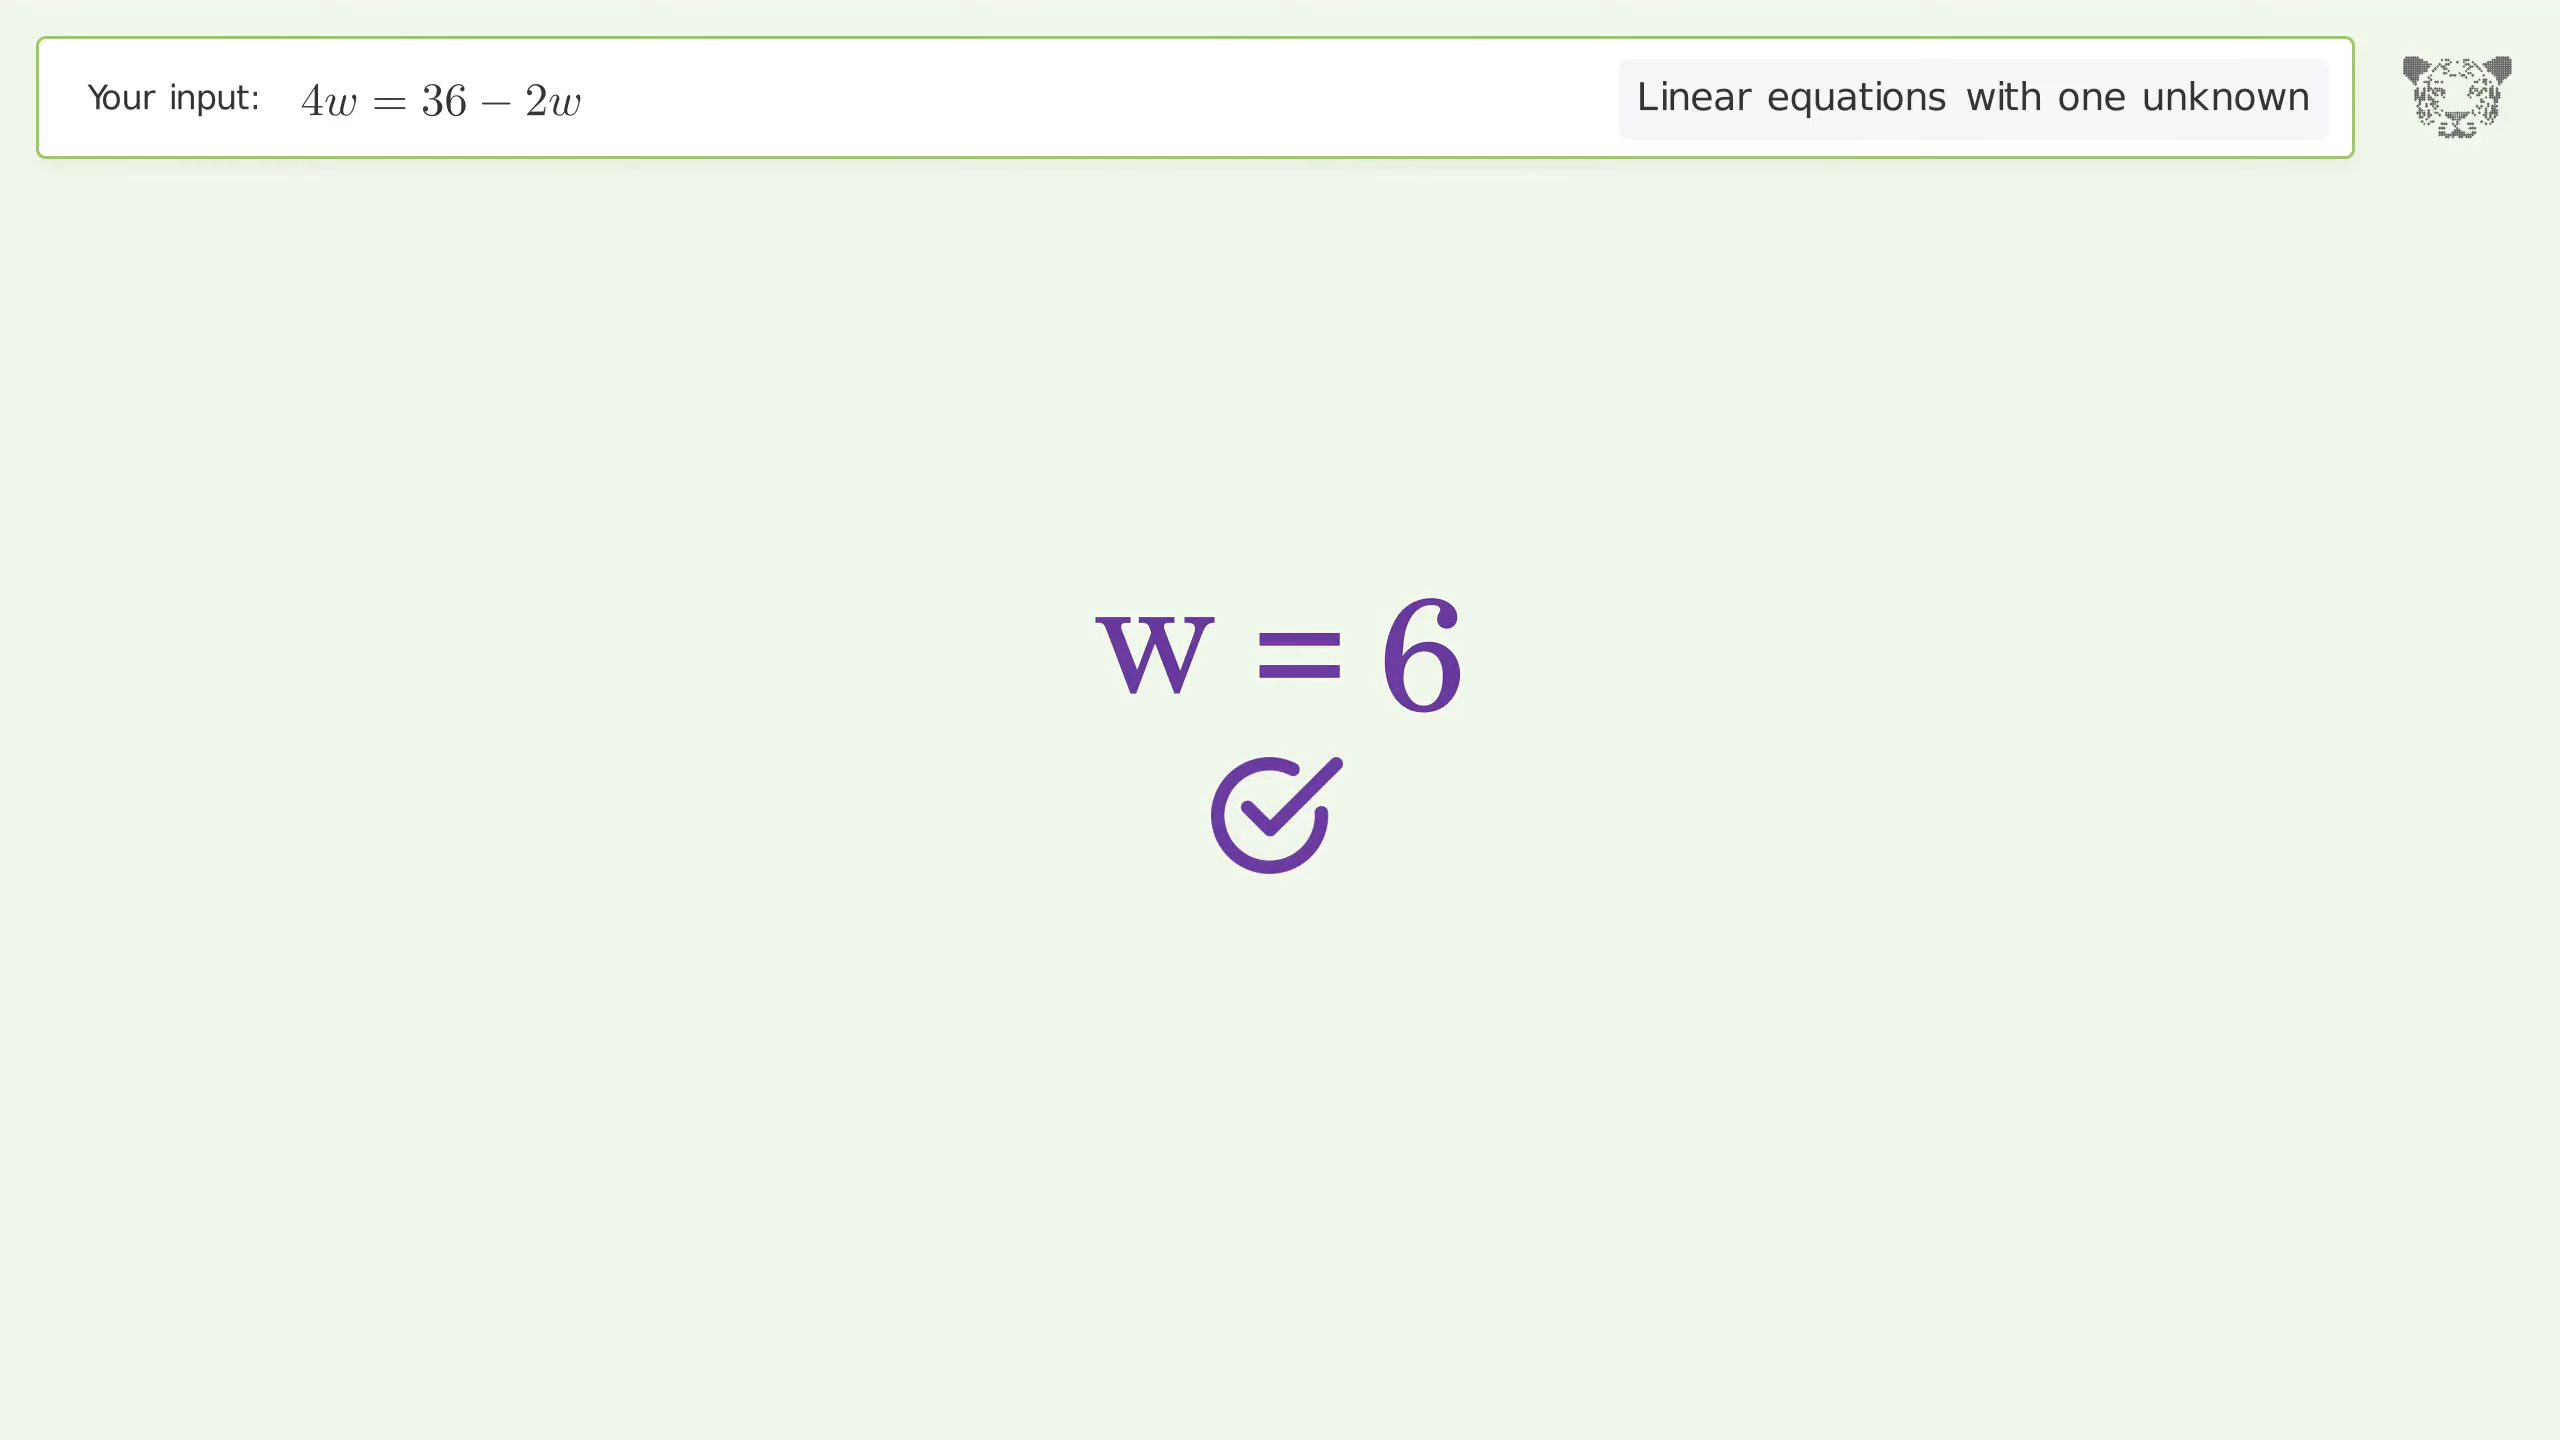 Your input: 4w = 36 − 2w
Linear equations with one unknown
w = 6